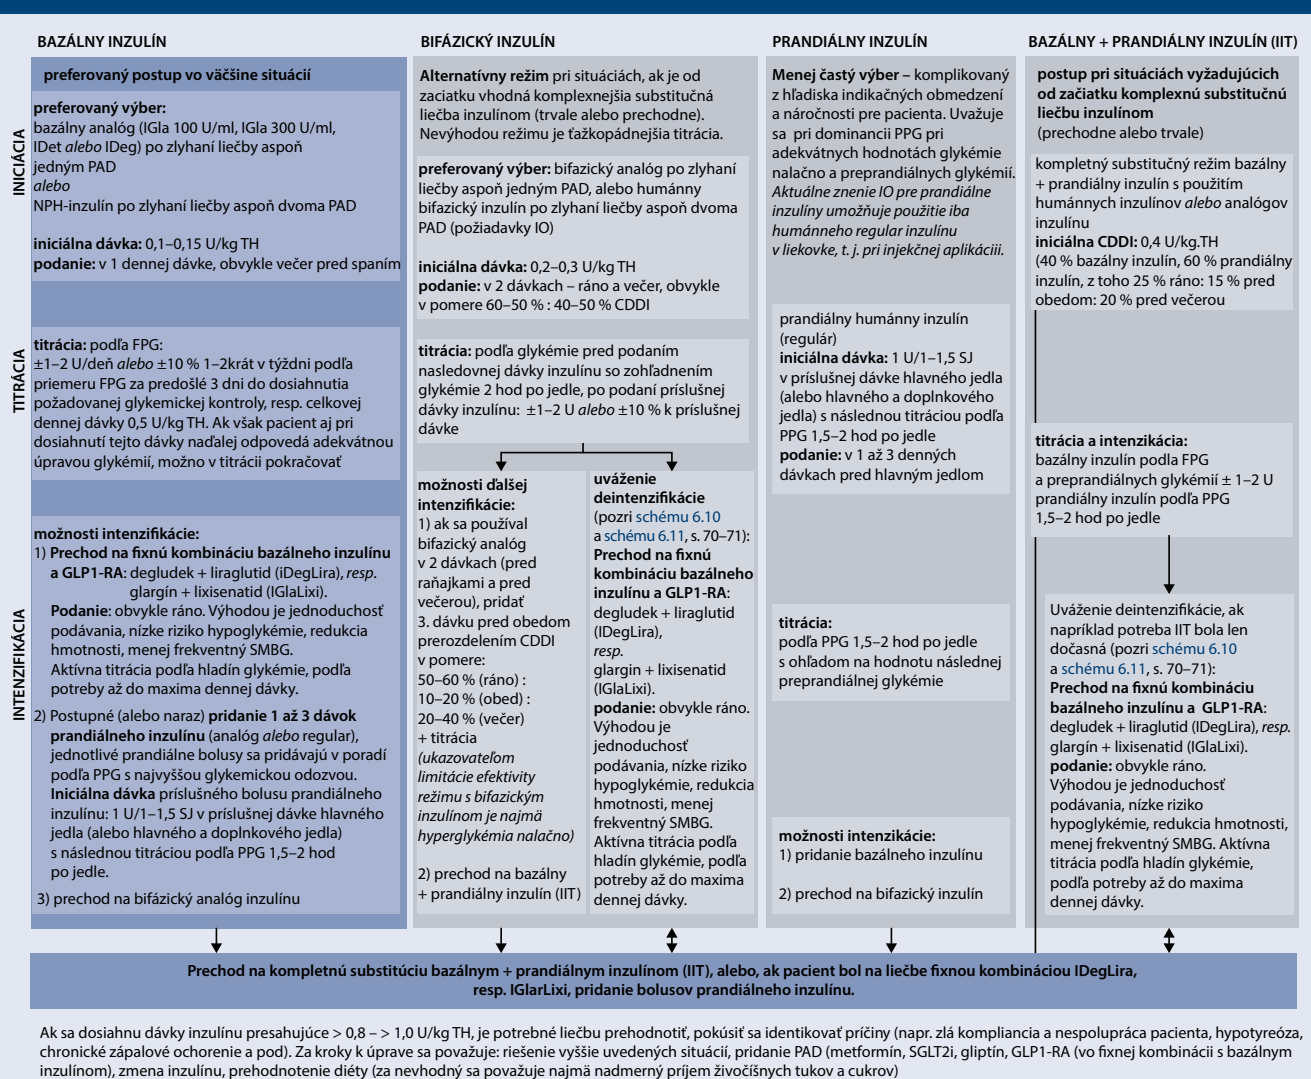 BAZÁLNY INZULÍN
BIFÁZICKÝ INZULÍN
PRANDIÁLNY INZULÍN
BAZÁLNY + PRANDIÁLNY INZULÍN (IIT)
INICIÁCIA
preferovaný postup vo väčšine situácií
preferovaný výber:
bazálny analóg (IGla 100 U/ml, IGla 300 U/ml,
IDet alebo IDeg) po zlyhaní liečby aspoň
jedným PAD
alebo
NPH-inzulín po zlyhaní liečby aspoň dvoma PAD
iniciálna dávka: 0,1–0,15 U/kg TH
podanie: v 1 dennej dávke, obvykle večer pred spaním
TITRÁCIA
titrácia: podľa FPG:
±1–2 U/deň alebo ±10 % 1–2krát v týždni podľa
priemeru FPG za predošlé 3 dni do dosiahnutia
požadovanej glykemickej kontroly, resp. celkovej
dennej dávky 0,5 U/kg TH. Ak však pacient aj pri
dosiahnutí tejto dávky naďalej odpovedá adekvátnou
úpravou glykémií, možno v titrácii pokračovať
INTENZIFIKÁCIA
možnosti intenzifikácie:
1) Prechod na fixnú kombináciu bazálneho inzulínu
a GLP1-RA: degludek + liraglutid (iDegLira), resp.
glargín + lixisenatid (IGlaLixi).
Podanie: obvykle ráno. Výhodou je jednoduchosť
podávania, nízke riziko hypoglykémie, redukcia
hmotnosti, menej frekventný SMBG.
Aktívna titrácia podľa hladín glykémie, podľa
potreby až do maxima dennej dávky.
2) Postupné (alebo naraz) pridanie 1 až 3 dávok
prandiálneho inzulínu (analóg alebo regular),
jednotlivé prandiálne bolusy sa pridávajú v poradí
podľa PPG s najvyššou glykemickou odozvou.
Iniciálna dávka príslušného bolusu prandiálneho
inzulínu: 1 U/1–1,5 SJ v príslušnej dávke hlavného
jedla (alebo hlavného a doplnkového jedla)
s následnou titráciou podľa PPG 1,5–2 hod
po jedle.
3) prechod na bifázický analóg inzulínu
Alternatívny režim pri situáciách, ak je od
zaciatku vhodná komplexnejšia substitučná
liečba inzulínom (trvale alebo prechodne).
Nevýhodou režimu je ťažkopádnejšia titrácia.
preferovaný výber: bifazický analóg po zlyhaní
liečby aspoň jedným PAD, alebo humánny
bifazický inzulín po zlyhaní liečby aspoň dvoma
PAD (požiadavky IO)
iniciálna dávka: 0,2–0,3 U/kg TH
podanie: v 2 dávkach – ráno a večer, obvykle
v pomere 60–50 % : 40–50 % CDDI
titrácia: podľa glykémie pred podaním
nasledovnej dávky inzulínu so zohľadnením
glykémie 2 hod po jedle, po podaní príslušnej
dávky inzulínu: ±1–2 U alebo ±10 % k príslušnej
dávke
možnosti ďalšej
intenzifikácie:
1) ak sa používal
bifazický analóg
v 2 dávkach (pred
raňajkami a pred
večerou), pridať
3. dávku pred obedom
prerozdelením CDDI
v pomere:
50–60 % (ráno) :
10–20 % (obed) :
20–40 % (večer)
+ titrácia
(ukazovateľom
limitácie efektivity
režimu s bifazickým
inzulínom je najmä
hyperglykémia nalačno)
2) prechod na bazálny
+ prandiálny inzulín (IIT)
uváženie
deintenzifikácie
(pozri schému 6.10
a schému 6.11, s. 70–71):
Prechod na fixnú
kombináciu bazálneho
inzulínu a GLP1-RA:
degludek + liraglutid
(IDegLira),
resp.
glargin + lixisenatid
(IGlaLixi).
podanie: obvykle ráno.
Výhodou je
jednoduchosť
podávania, nízke riziko
hypoglykémie, redukcia
hmotnosti, menej
frekventný SMBG.
Aktívna titrácia podľa
hladín glykémie, podľa
potreby až do maxima
dennej dávky.
Menej častý výber – komplikovaný
z hľadiska indikačných obmedzení
a náročnosti pre pacienta. Uvažuje
sa pri dominancii PPG pri
adekvátnych hodnotách glykémie
nalačno a preprandiálnych glykémií.
Aktuálne znenie IO pre prandiálne
inzulíny umožňuje použitie iba
humánneho regular inzulínu
v liekovke, t. j. pri injekčnej aplikáciii.
prandiálny humánny inzulín
(regulár)
iniciálna dávka: 1 U/1–1,5 SJ
v príslušnej dávke hlavného jedla
(alebo hlavného a doplnkového
jedla) s následnou titráciou podľa
PPG 1,5–2 hod po jedle
podanie: v 1 až 3 denných
dávkach pred hlavným jedlom
titrácia:
podľa PPG 1,5–2 hod po jedle
s ohľadom na hodnotu následnej
preprandiálnej glykémie
možnosti intenzikácie:
1) pridanie bazálneho inzulínu
2) prechod na bifazický inzulín
postup pri situáciách vyžadujúcich
od začiatku komplexnú substitučnú
liečbu inzulínom
(prechodne alebo trvale)
kompletný substitučný režim bazálny
+ prandiálny inzulín s použitím
humánnych inzulínov alebo analógov
inzulínu
iniciálna CDDI: 0,4 U/kg.TH
(40 % bazálny inzulín, 60 % prandiálny
inzulín, z toho 25 % ráno: 15 % pred
obedom: 20 % pred večerou
titrácia a intenzikácia:
bazálny inzulín podla FPG
a preprandiálnych glykémií ± 1–2 U
prandiálny inzulín podľa PPG
1,5–2 hod po jedle
Uváženie deintenzifikácie, ak
napríklad potreba IIT bola len
dočasná (pozri schému 6.10
a schému 6.11, s. 70–71):
Prechod na fixnú kombináciu
bazálneho inzulínu a GLP1-RA:
degludek + liraglutid (IDegLira), resp.
glargín + lixisenatid (IGlaLixi).
podanie: obvykle ráno.
Výhodou je jednoduchosť
podávania, nízke riziko
hypoglykémie, redukcia hmotnosti,
menej frekventný SMBG. Aktívna
titrácia podľa hladín glykémie,
podľa potreby až do maxima
dennej dávky.
Prechod na kompletnú substitúciu bazálnym + prandiálnym inzulínom (IIT), alebo, ak pacient bol na liečbe fixnou kombináciou IDegLira,
resp. IGlarLixi, pridanie bolusov prandiálneho inzulínu.
Ak sa dosiahnu dávky inzulínu presahujúce > 0,8 – > 1,0 U/kg TH, je potrebné liečbu prehodnotiť, pokúsiť sa identikovať príčiny (napr. zlá kompliancia a nespolupráca pacienta, hypotyreóza,
chronické zápalové ochorenie a pod). Za kroky k úprave sa považuje: riešenie vyššie uvedených situácií, pridanie PAD (metformín, SGLT2i, gliptín, GLP1-RA (vo fixnej kombinácii s bazálnym
inzulínom), zmena inzulínu, prehodnotenie diéty (za nevhodný sa považuje najmä nadmerný príjem živočíšnych tukov a cukrov)